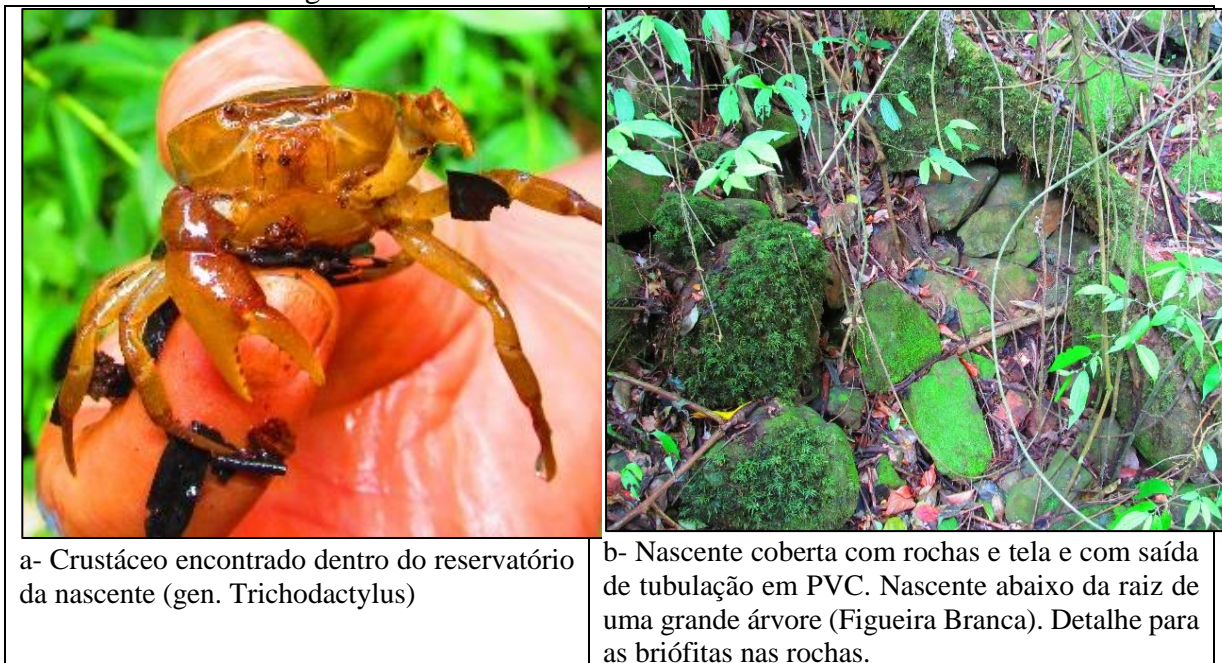 a- Crustáceo encontrado dentro do reservatório
da nascente (gen. Trichodactylus)
b- Nascente coberta com rochas e tela e com saída
de tubulação em PVC. Nascente abaixo da raiz de
uma grande árvore (Figueira Branca). Detalhe para
as briófitas nas rochas.